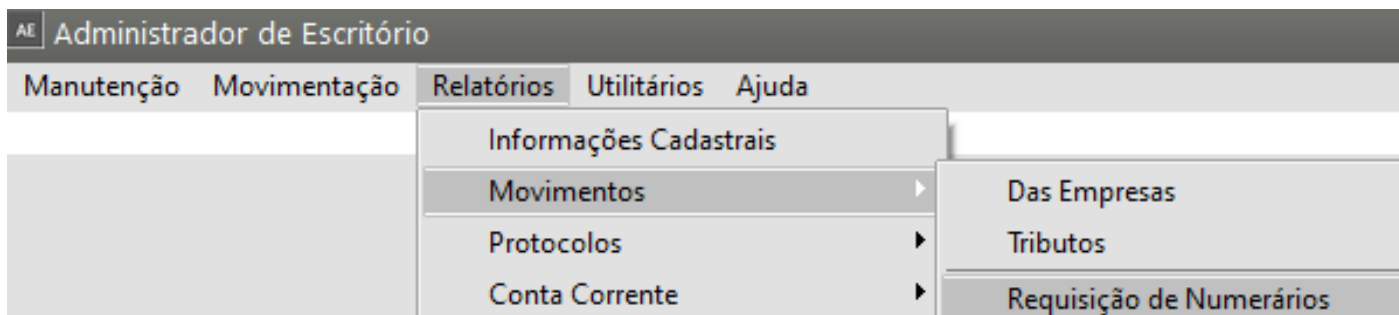 AE Administrador de Escritório
Manutenção Movimentação Relatórios Utilitários Ajuda
Informações Cadastrais
Movimentos
Das Empresas
Protocolos
Tributos
Conta Corrente
Requisição de Numerários